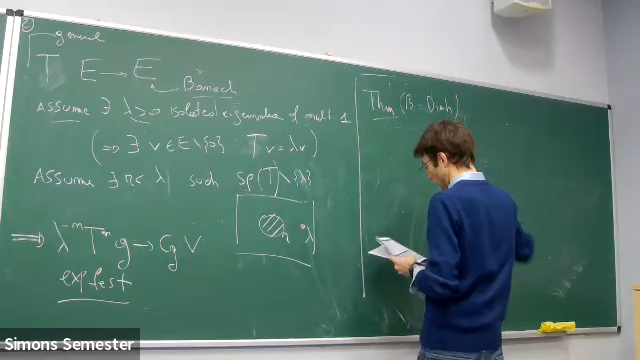 ② general
T E → E
Banach
Assume ∃ λ>0 isolated eigenvalue of mult. 1
(⇒ ∃ v ∈ E\{0} Tv = λv)
Assume ∃ r < λ such Sp(T)\{λ}
r λ
⇒ λ⁻ⁿ Tⁿ g → C_g v
exp fast
Thm (B - Dinh)
Simons Semester